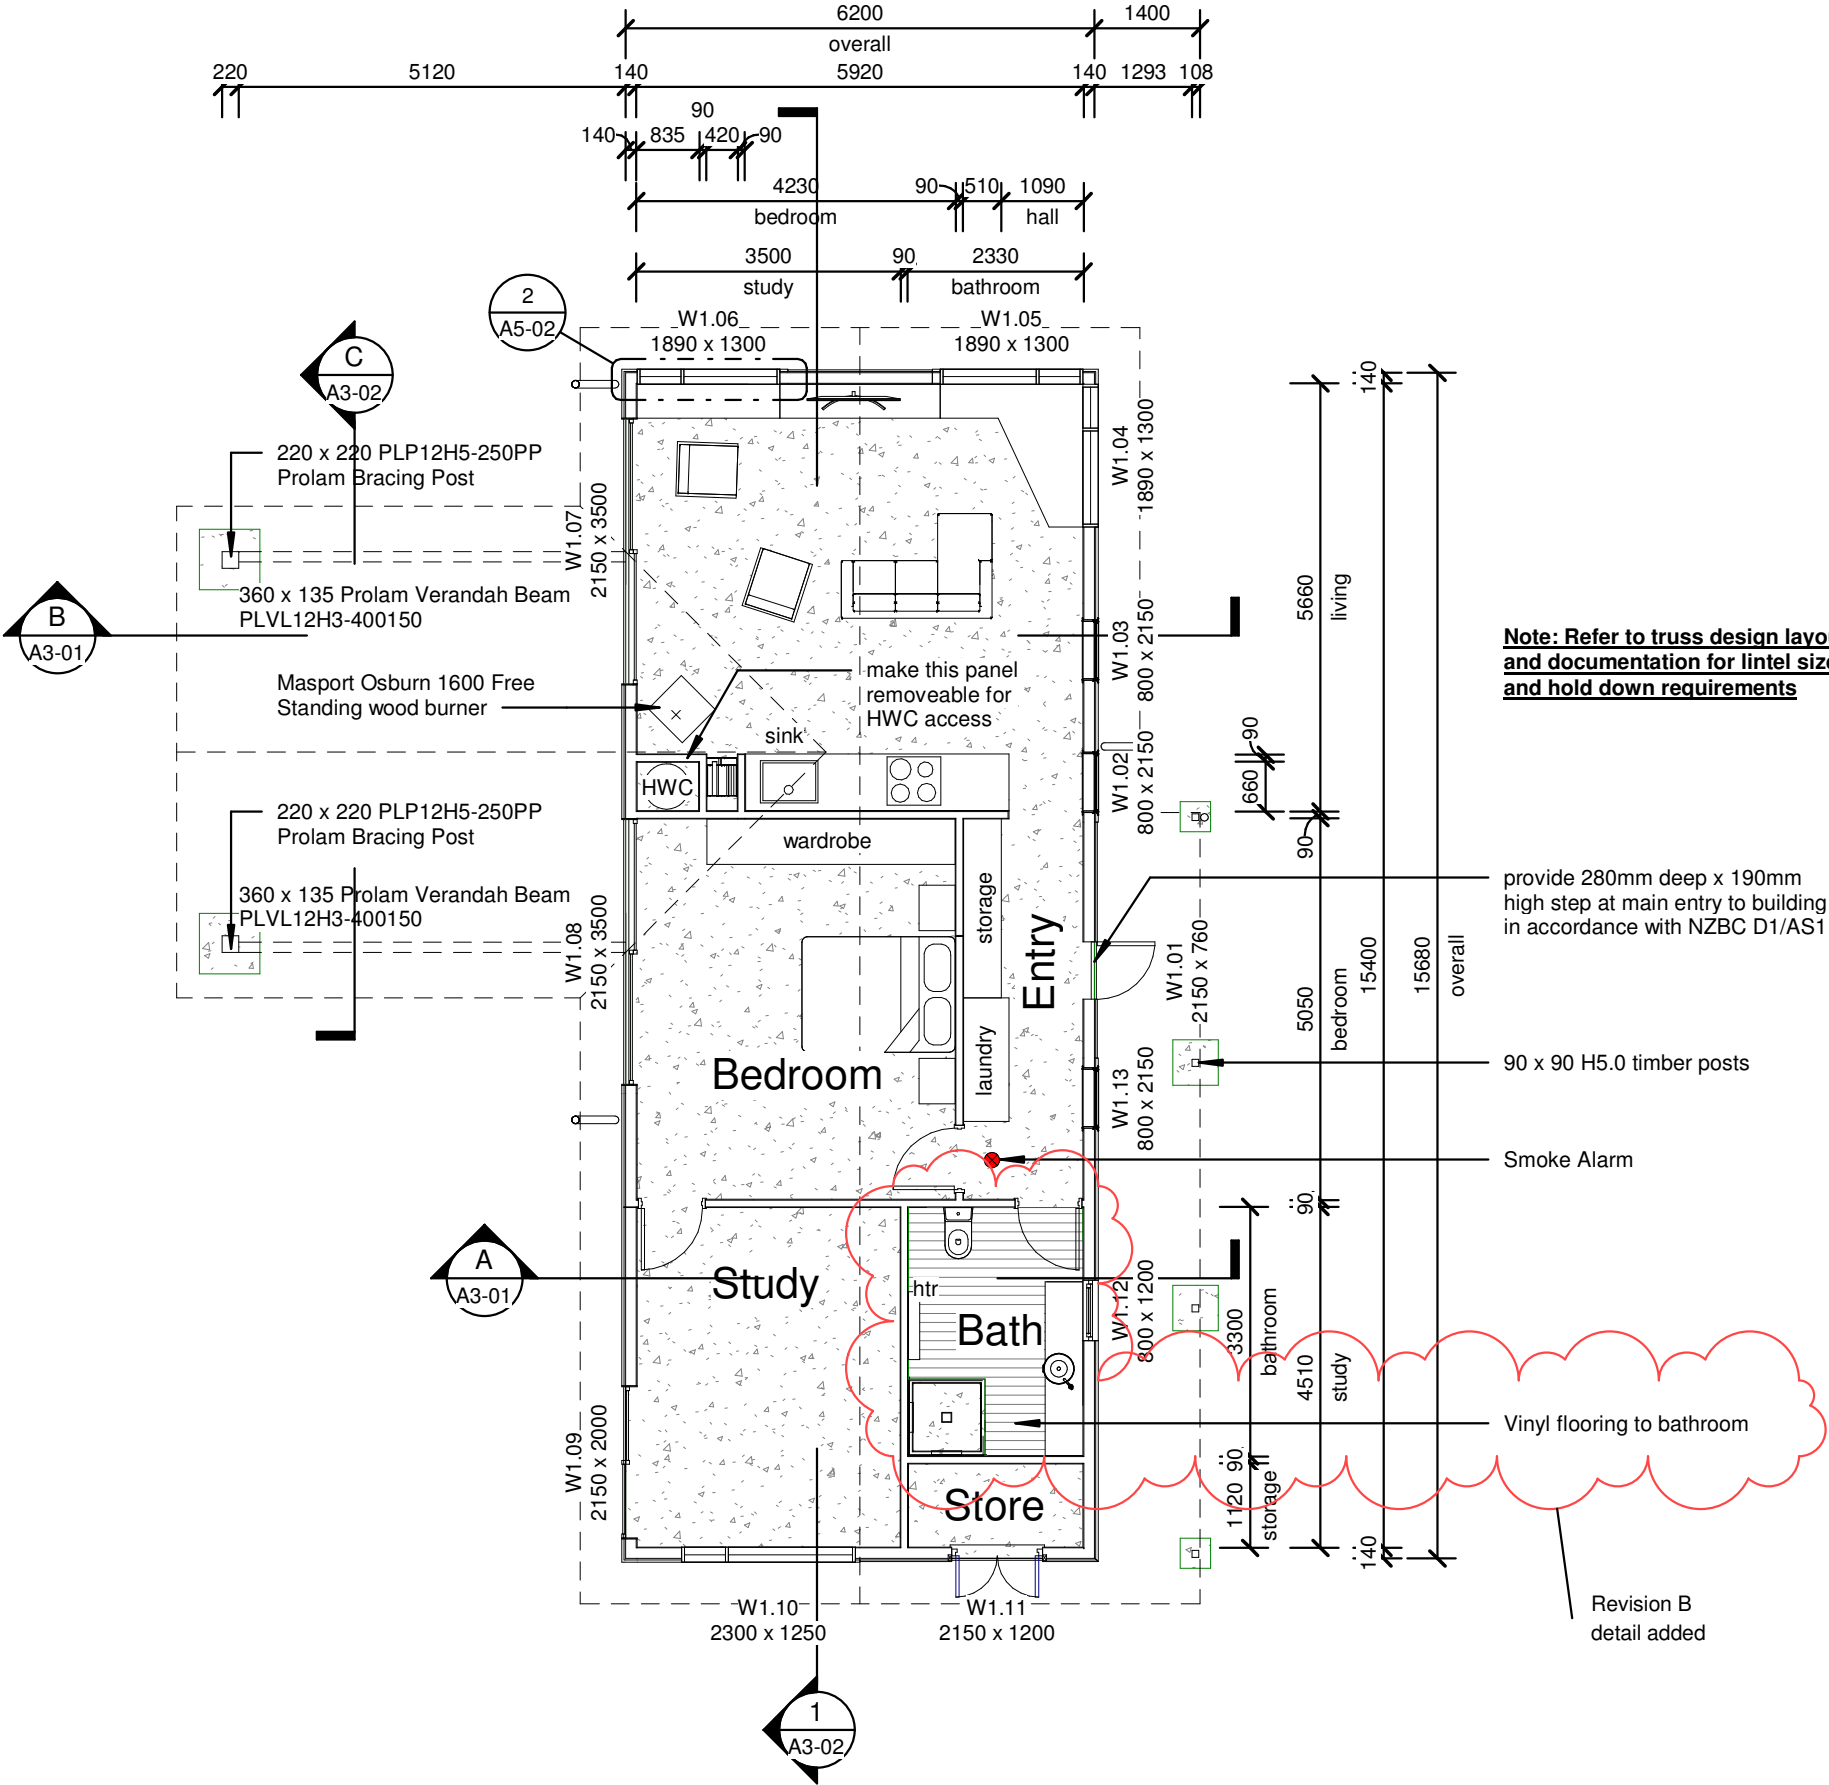 6200
1400
overall
220
5120
140
5920
140
1293
108
90
140
835
420
90
4230
90
510
1090
bedroom
hall
3500
90
2330
study
bathroom
2
A5-02
W1.06
1890 x 1300
W1.05
1890 x 1300
C
A3-02
140
220 x 220 PLP12H5-250PP
Prolam Bracing Post
W1.04
1890 x 1300
W1.07
2150 x 3500
360 x 135 Prolam Verandah Beam
PLVL12H3-400150
B
A3-01
5660
living
W1.03
800 x 2150
Note: Refer to truss design layo
and documentation for lintel size
and hold down requirements
Masport Osburn 1600 Free
Standing wood burner
make this panel
removeable for
HWC access
sink
HWC
W1.02
800 x 2150
90
660
90
220 x 220 PLP12H5-250PP
Prolam Bracing Post
wardrobe
storage
360 x 135 Prolam Verandah Beam
PLVL12H3-400150
W1.08
2150 x 3500
Entry
provide 280mm deep x 190mm
high step at main entry to building
in accordance with NZBC D1/AS1
W1.01
2150 x 760
5050
bedroom
15400
15680
overall
Bedroom
laundry
W1.13
800 x 2150
90 x 90 H5.0 timber posts
Smoke Alarm
90
A
A3-01
Study
htr
Bath
W1.12
800 x 1200
3300
bathroom
4510
study
W1.09
2150 x 2000
Vinyl flooring to bathroom
90
1120
storage
Store
140
W1.10
2300 x 1250
W1.11
2150 x 1200
Revision B
detail added
1
A3-02